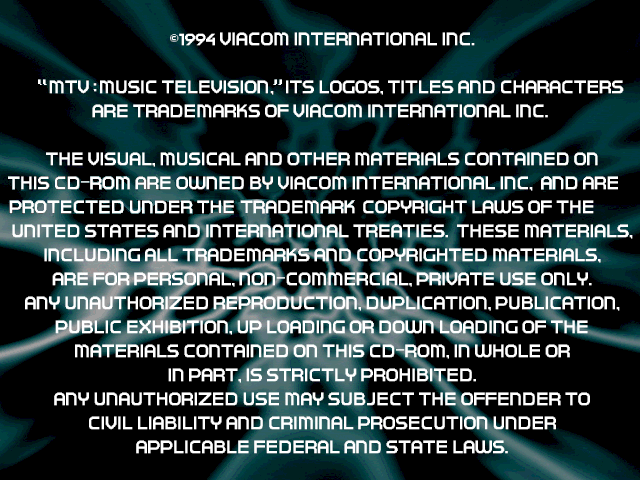 ©1994 VIACOM INTERNATIONAL INC.
"MTV:MUSIC TELEVISION," ITS LOGOS, TITLES AND CHARACTERS
ARE TRADEMARKS OF VIACOM INTERNATIONAL INC.
THE VISUAL, MUSICAL AND OTHER MATERIALS CONTAINED ON
THIS CD-ROM ARE OWNED BY VIACOM INTERNATIONAL INC, AND ARE
PROTECTED UNDER THE TRADEMARK COPYRIGHT LAWS OF THE
UNITED STATES AND INTERNATIONAL TREATIES. THESE MATERIALS,
INCLUDING ALL TRADEMARKS AND COPYRIGHTED MATERIALS,
ARE FOR PERSONAL, NON-COMMERCIAL, PRIVATE USE ONLY.
ANY UNAUTHORIZED REPRODUCTION, DUPLICATION, PUBLICATION,
PUBLIC EXHIBITION, UP LOADING OR DOWN LOADING OF THE
MATERIALS CONTAINED ON THIS CD-ROM, IN WHOLE OR
IN PART, IS STRICTLY PROHIBITED.
ANY UNAUTHORIZED USE MAY SUBJECT THE OFFENDER TO
CIVIL LIABILITY AND CRIMINAL PROSECUTION UNDER
APPLICABLE FEDERAL AND STATE LAWS.